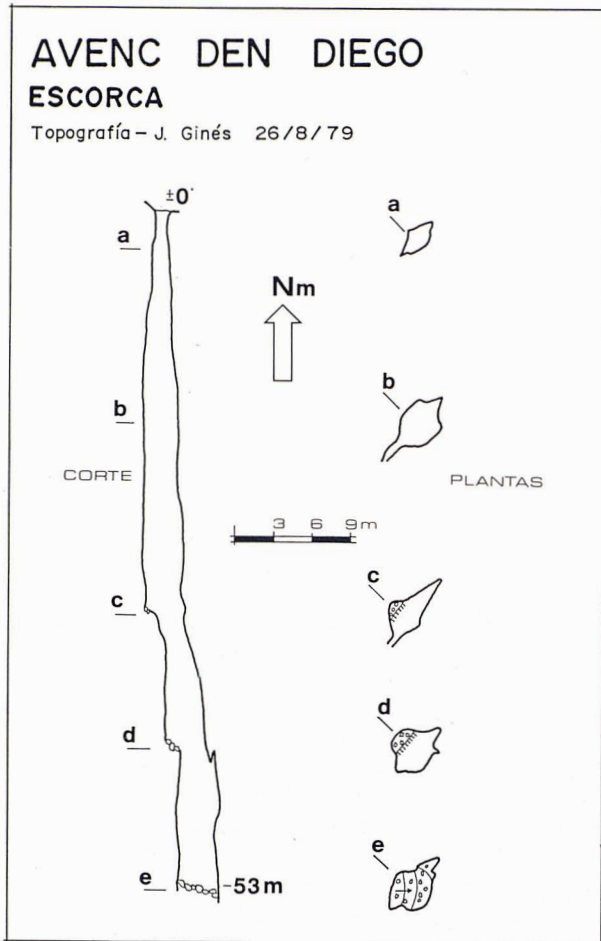 AVENC DEN DIEGO
ESCORCA
Topografía - J. Ginés 26/8/79
±0
a
a
Nm
b
b
CORTE
PLANTAS
3 6 9m
c
c
d
d
e
e
-53m